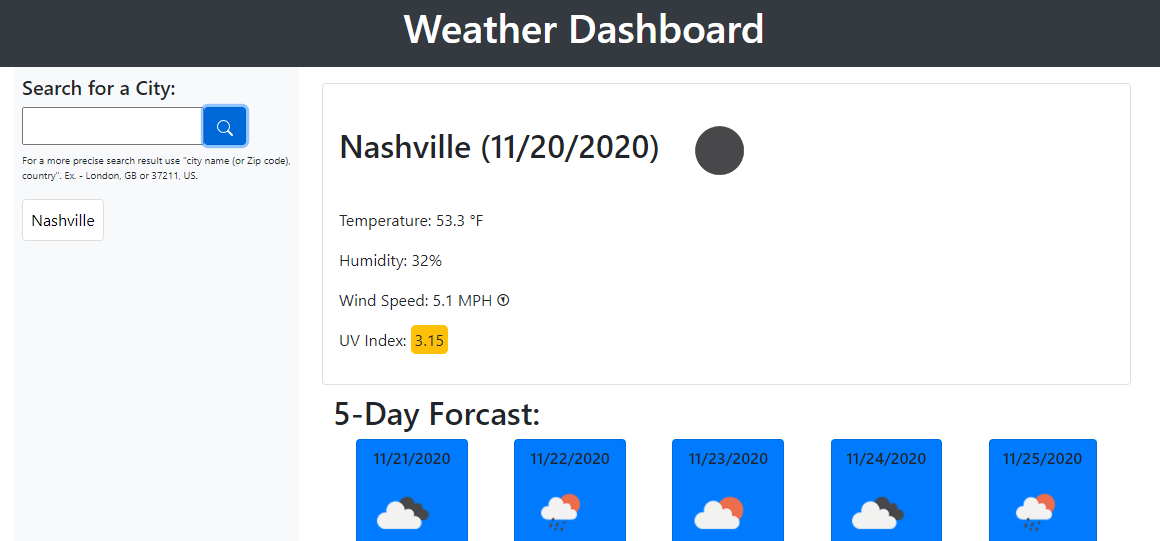 Weather Dashboard
Search for a City:
For a more precise search result use "city name (or Zip code),
country". Ex. - London, GB or 37211, US.
Nashville
Nashville (11/20/2020)
Temperature: 53.3 °F
Humidity: 32%
Wind Speed: 5.1 MPH
UV Index: 3.15
5-Day Forcast:
11/21/2020 11/22/2020 11/23/2020 11/24/2020 11/25/2020